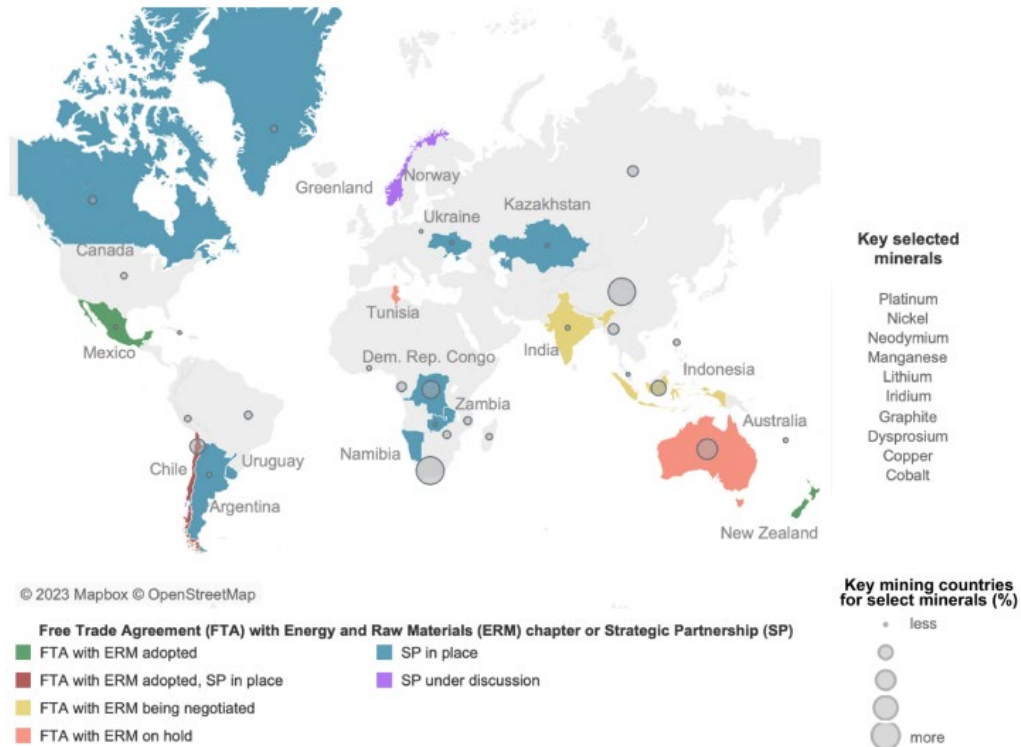 Greenland
Norway
Ukraine
Kazakhstan
Canada
Tunisia
Mexico
India
Dem. Rep. Congo
Indonesia
Zambia
Australia
Namibia
Chile
Uruguay
Argentina
New Zealand
Key selected
minerals
Platinum
Nickel
Neodymium
Manganese
Lithium
Iridium
Graphite
Dysprosium
Copper
Cobalt
© 2023 Mapbox © OpenStreetMap
Key mining countries
for select minerals (%)
less
more
Free Trade Agreement (FTA) with Energy and Raw Materials (ERM) chapter or Strategic Partnership (SP)
FTA with ERM adopted
FTA with ERM adopted, SP in place
FTA with ERM being negotiated
FTA with ERM on hold
SP in place
SP under discussion